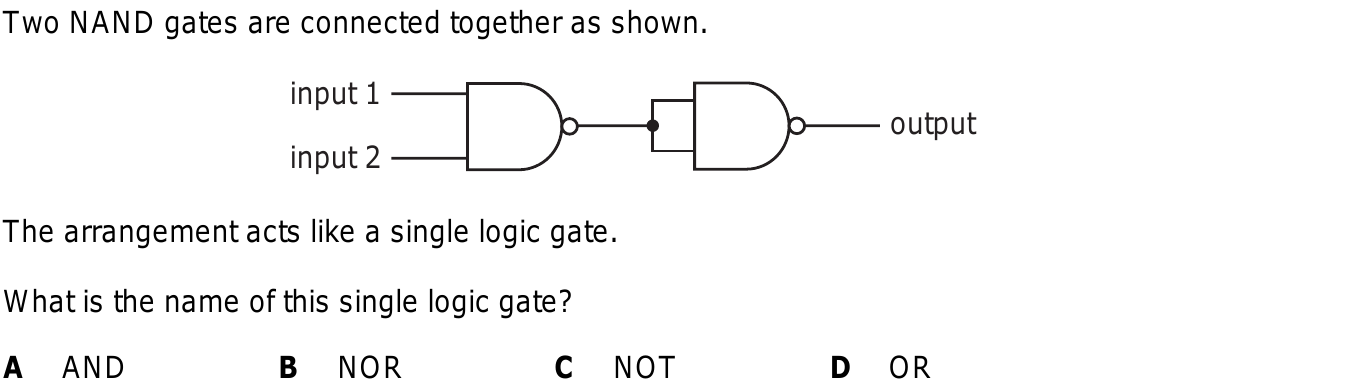 Two NAND gates are connected together as shown.
input 1
input 2
output
The arrangement acts like a single logic gate.
What is the name of this single logic gate?
A AND B NOR C NOT D OR